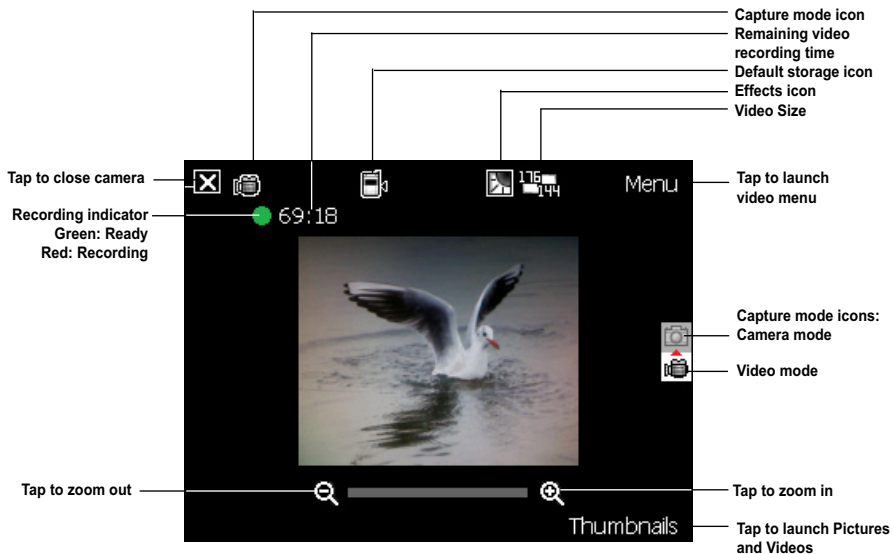 Capture mode icon
Remaining video
recording time
Default storage icon
Effects icon
Video Size
Tap to close camera
Recording indicator
Green: Ready
Red: Recording
176
144
Menu
69:18
Tap to launch
video menu
Capture mode icons:
Camera mode
Video mode
Tap to zoom out
Tap to zoom in
Thumbnails
Tap to launch Pictures
and Videos